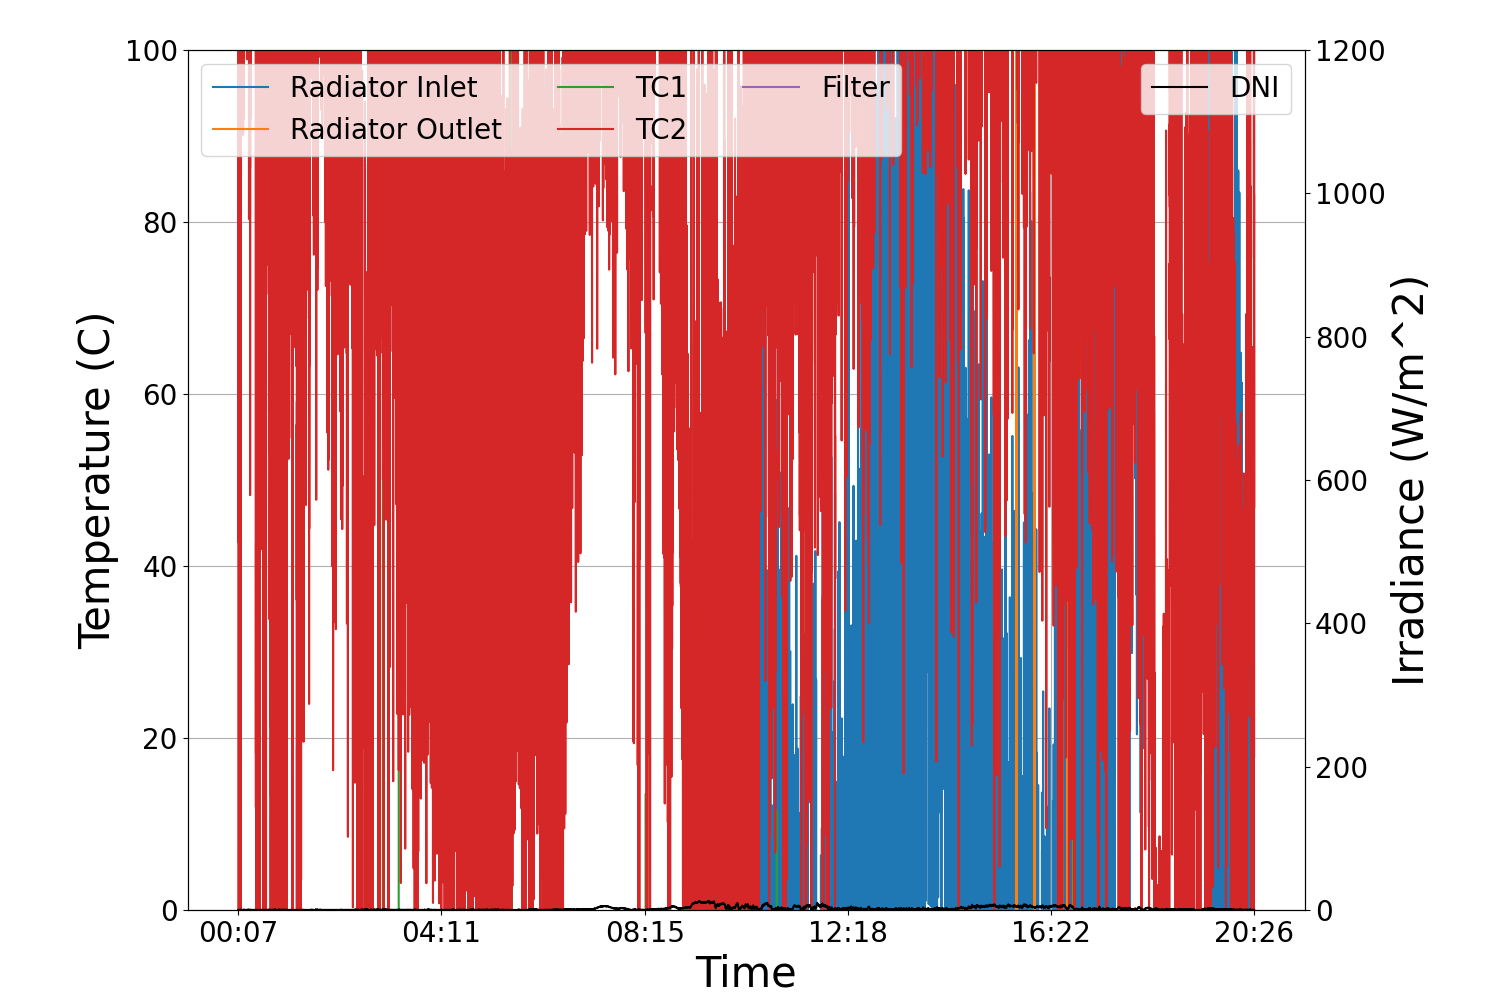 100
80
60
40
20
0
Temperature (C)
Radiator Inlet
Radiator Outlet
TC1
TC2
Filter
DNI
1200
1000
800
600
400
200
0
Irradiance (W/m^2)
00:07
04:11
08:15
12:18
16:22
20:26
Time